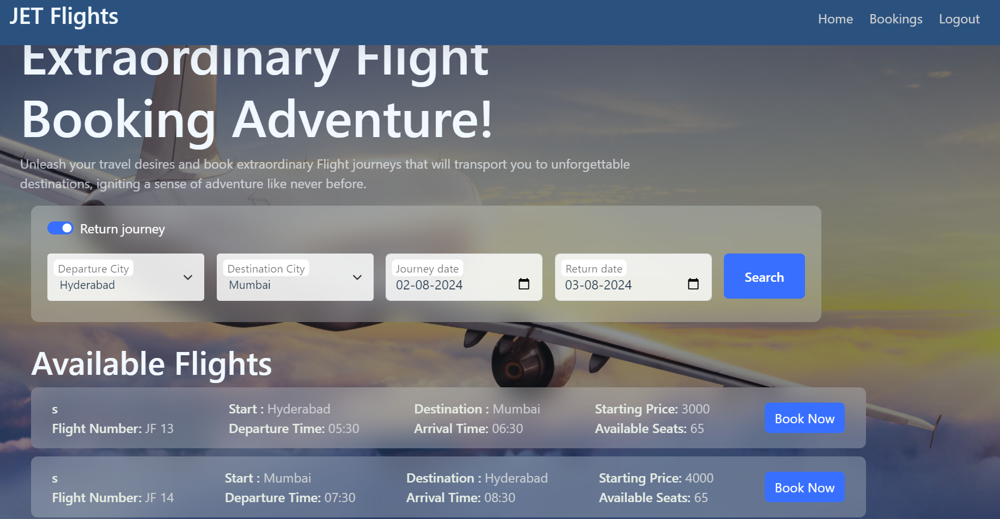 JET Flights
Home Bookings Logout
Extraordinary Flight
Booking Adventure!
Unleash your travel desires and book extraordinary Flight journeys that will transport you to unforgettable
destinations, igniting a sense of adventure like never before.
Return journey
Departure City
Hyderabad
Destination City
Mumbai
Journey date
02-08-2024
Return date
03-08-2024
Search
Available Flights
s
Flight Number: JF 13
Start : Hyderabad
Departure Time: 05:30
Destination : Mumbai
Arrival Time: 06:30
Starting Price: 3000
Available Seats: 65
Book Now
s
Flight Number: JF 14
Start : Mumbai
Departure Time: 07:30
Destination : Hyderabad
Arrival Time: 08:30
Starting Price: 4000
Available Seats: 65
Book Now